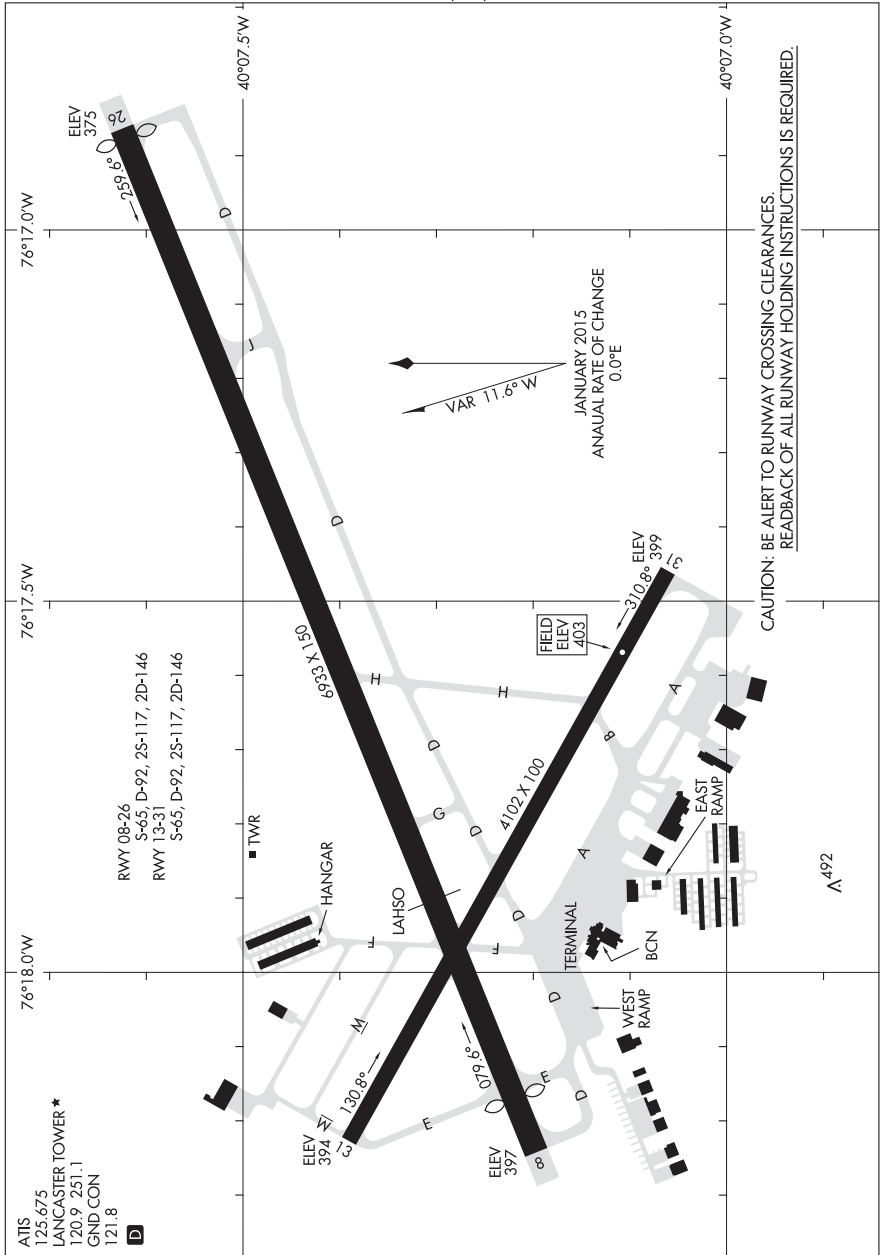 ATIS
125.675
LANCASTER TOWER ★
120.9 251.1
GND CON
121.8
D
76°18.0'W
76°17.5'W
76°17.0'W
40°07.5'W
40°07.0'W
RWY 08-26
S-65, D-92, 2S-117, 2D-146
RWY 13-31
S-65, D-92, 2S-117, 2D-146
TWR
HANGAR
LAHSO
ELEV
375
26
259.6°
D
J
D
6933 X 150
H
H
D
G
D
D
F
F
M
M
130.8°
13
ELEV
394
E
E
079.6°
8
ELEV
397
D
D
4102 X 100
B
A
A
FIELD
ELEV
403
310.8°
ELEV
399
31
TERMINAL
BCN
WEST
RAMP
EAST
RAMP
492
VAR 11.6° W
JANUARY 2015
ANAUAL RATE OF CHANGE
0.0°E
CAUTION: BE ALERT TO RUNWAY CROSSING CLEARANCES.
READBACK OF ALL RUNWAY HOLDING INSTRUCTIONS IS REQUIRED.